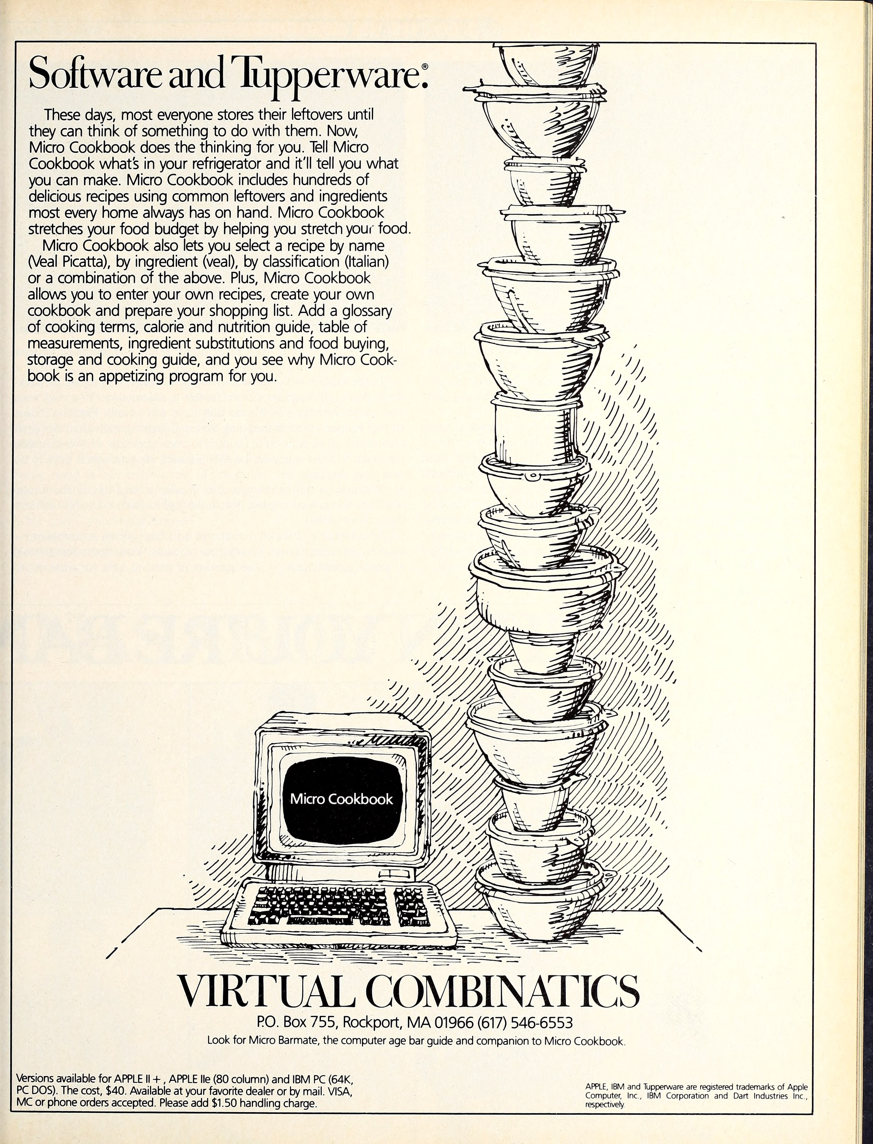 Software and Tupperware.®
These days, most everyone stores their leftovers until
they can think of something to do with them. Now,
Micro Cookbook does the thinking for you. Tell Micro
Cookbook what's in your refrigerator and it'll tell you what
you can make. Micro Cookbook includes hundreds of
delicious recipes using common leftovers and ingredients
most every home always has on hand. Micro Cookbook
stretches your food budget by helping you stretch your food.
Micro Cookbook also lets you select a recipe by name
(Veal Picatta), by ingredient (veal), by classification (Italian)
or a combination of the above. Plus, Micro Cookbook
allows you to enter your own recipes, create your own
cookbook and prepare your shopping list. Add a glossary
of cooking terms, calorie and nutrition guide, table of
measurements, ingredient substitutions and food buying,
storage and cooking guide, and you see why Micro Cook-
book is an appetizing program for you.
Micro Cookbook
VIRTUAL COMBINATICS
P.O. Box 755, Rockport, MA 01966 (617) 546-6553
Look for Micro Barmate, the computer age bar guide and companion to Micro Cookbook.
Versions available for APPLE II +, APPLE IIe (80 column) and IBM PC (64K,
PC DOS). The cost, $40. Available at your favorite dealer or by mail. VISA,
MC or phone orders accepted. Please add $1.50 handling charge.
APPLE, IBM and Tupperware are registered trademarks of Apple
Computer, Inc., IBM Corporation and Dart Industries Inc.,
respectively.